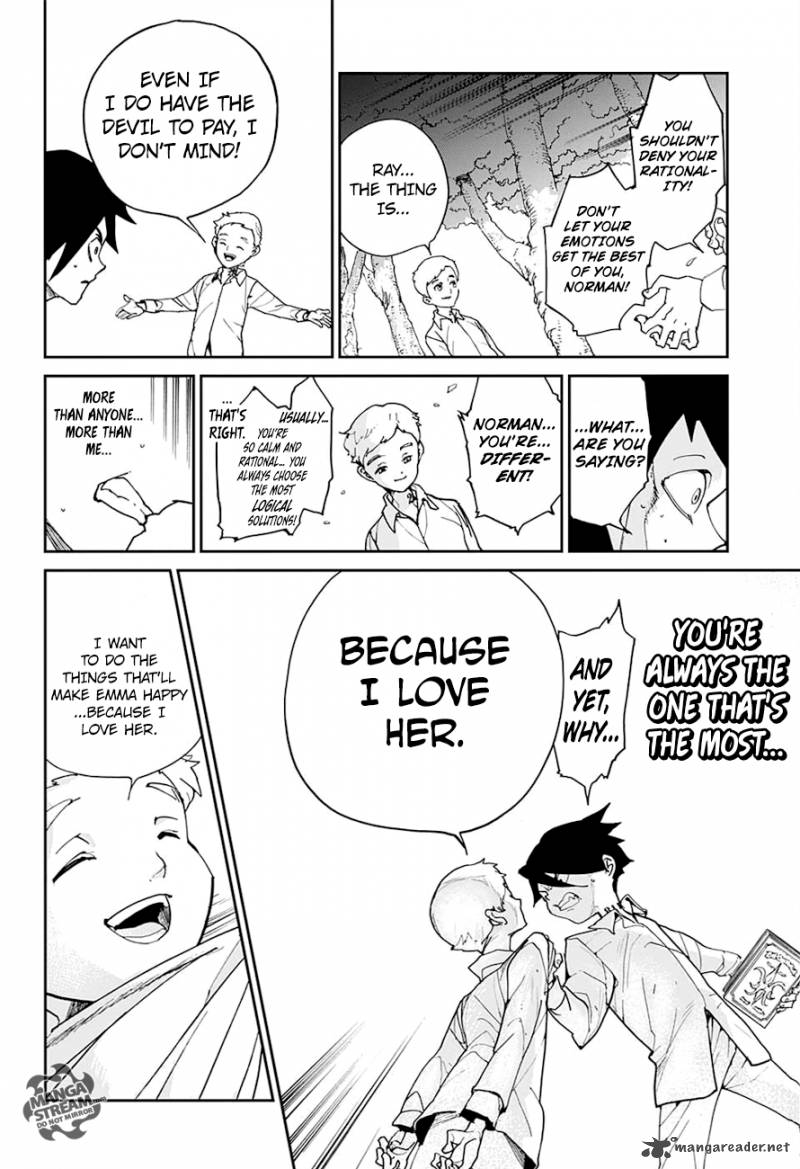 YOU
SHOULDN'T
DENY YOUR
RATIONAL-
ITY!
DON'T
LET YOUR
EMOTIONS
GET THE BEST
OF YOU,
NORMAN!
RAY...
THE THING
IS...
EVEN IF
I DO HAVE THE
DEVIL TO PAY, I
DON'T MIND!
...WHAT...
ARE YOU
SAYING?
NORMAN...
YOU'RE...
DIFFER-
ENT!
USUALLY...
YOU'RE
SO CALM AND
RATIONAL... YOU
ALWAYS CHOOSE
THE MOST
LOGICAL
SOLUTIONS!
...
THAT'S
RIGHT.
MORE
THAN ANYONE...
MORE THAN
ME...
YOU'RE
ALWAYS THE
ONE THAT'S
THE MOST...
AND
YET,
WHY...
BECAUSE
I LOVE
HER.
I WANT
TO DO THE
THINGS THAT'LL
MAKE EMMA HAPPY
...BECAUSE I
LOVE HER.
MANGA
STREAM.com
DO NOT MIRROR!
mangareader.net